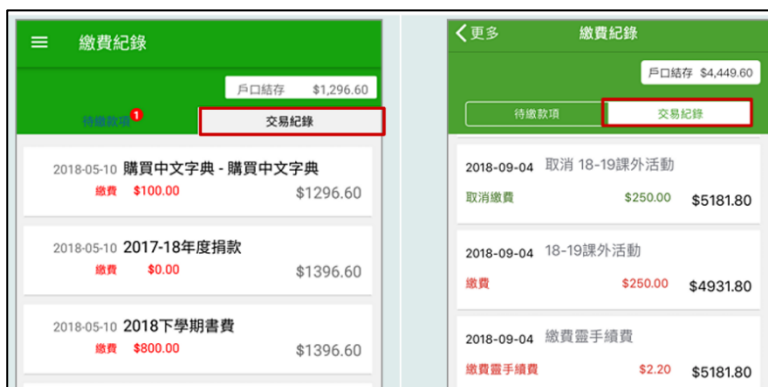 繳費紀錄
戶口結存 $1,296.60
待繳款項 1
交易紀錄
2018-05-10 購買中文字典 - 購買中文字典
繳費 $100.00 $1296.60
2018-05-10 2017-18年度捐款
繳費 $0.00 $1396.60
2018-05-10 2018下學期書費
繳費 $800.00 $1396.60
更多 繳費紀錄
戶口結存 $4,449.60
待繳款項 交易紀錄
2018-09-04 取消 18-19課外活動
取消繳費 $250.00 $5181.80
2018-09-04 18-19課外活動
繳費 $250.00 $4931.80
2018-09-04 繳費靈手續費
繳費靈手續費 $2.20 $5181.80